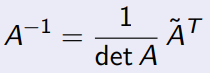 A⁻¹ = \frac{1}{\det A} \tilde{A}^T